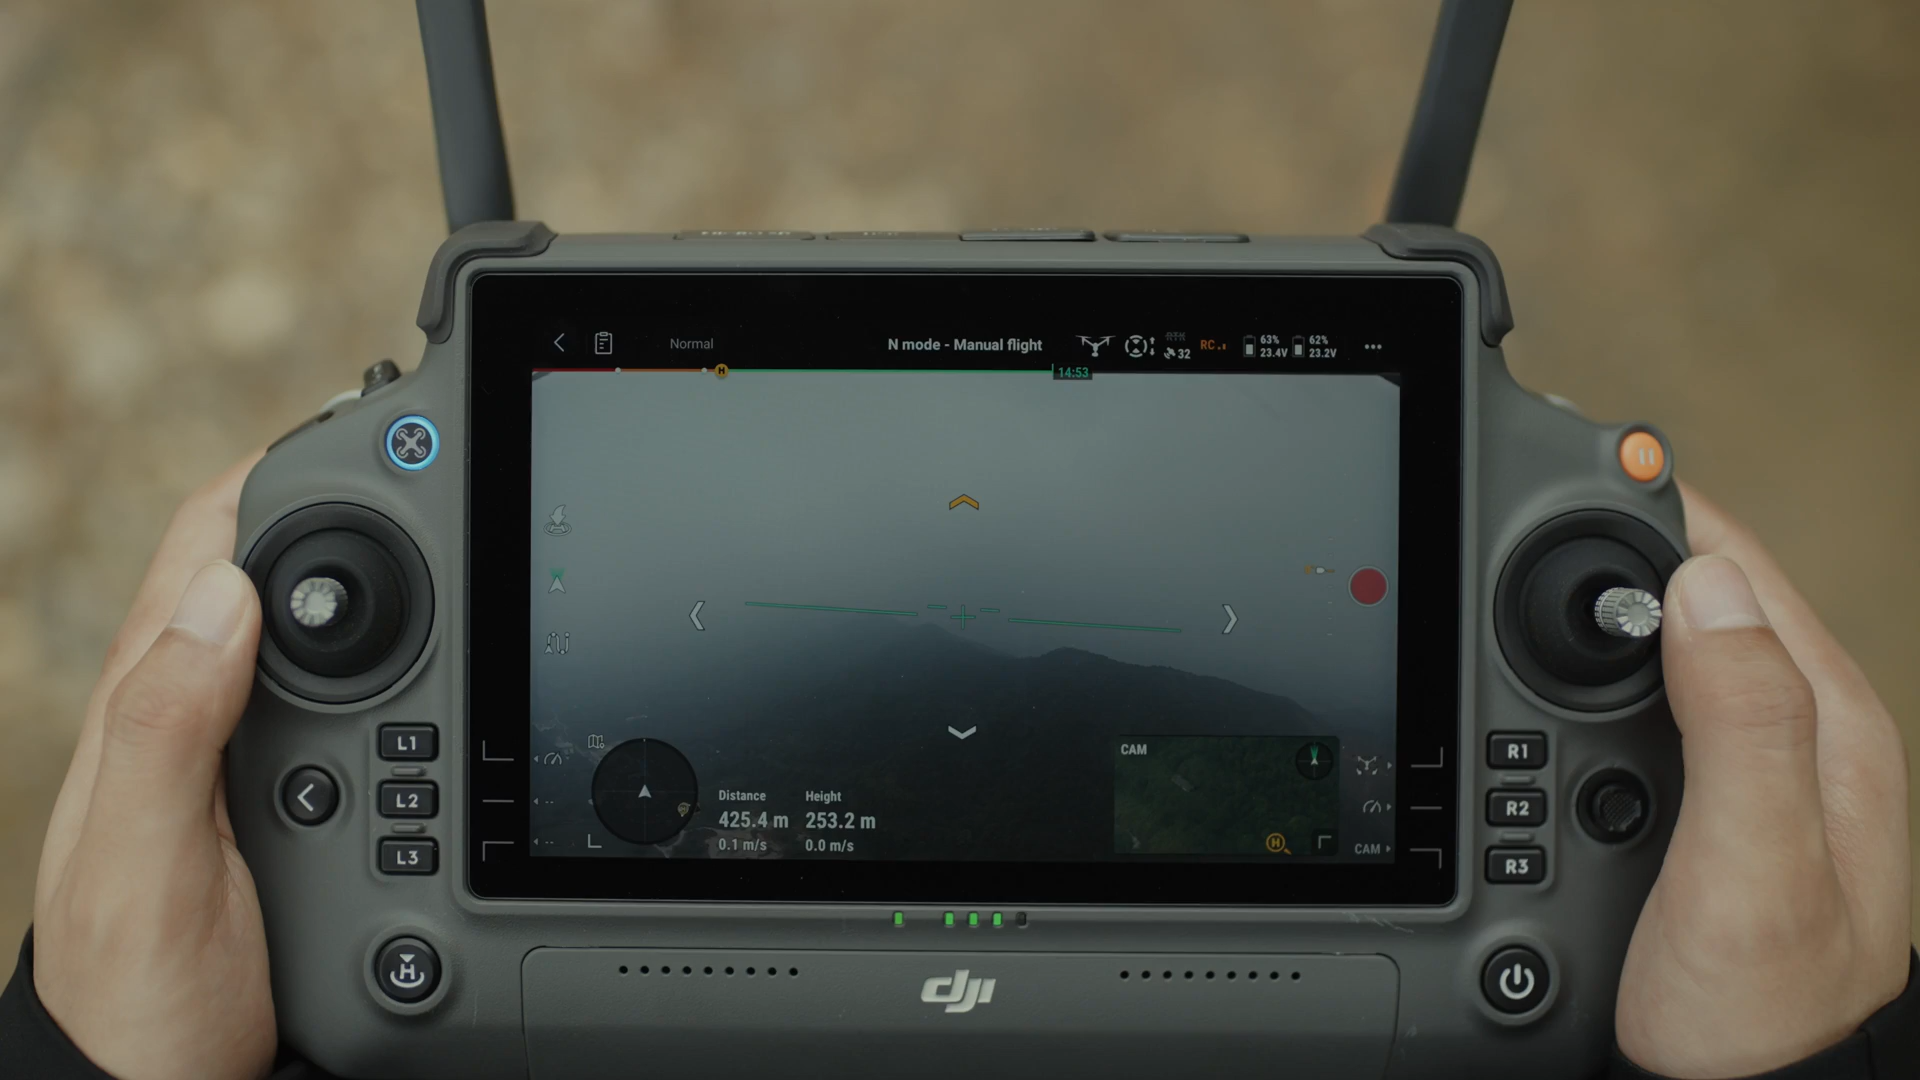 Normal
N mode - Manual flight
RTK
32
RC
63%
23.4V
62%
23.2V
H
14:53
L1
L2
L3
R1
R2
R3
Distance
425.4 m
0.1 m/s
Height
253.2 m
0.0 m/s
CAM
H
CAM
H
dji